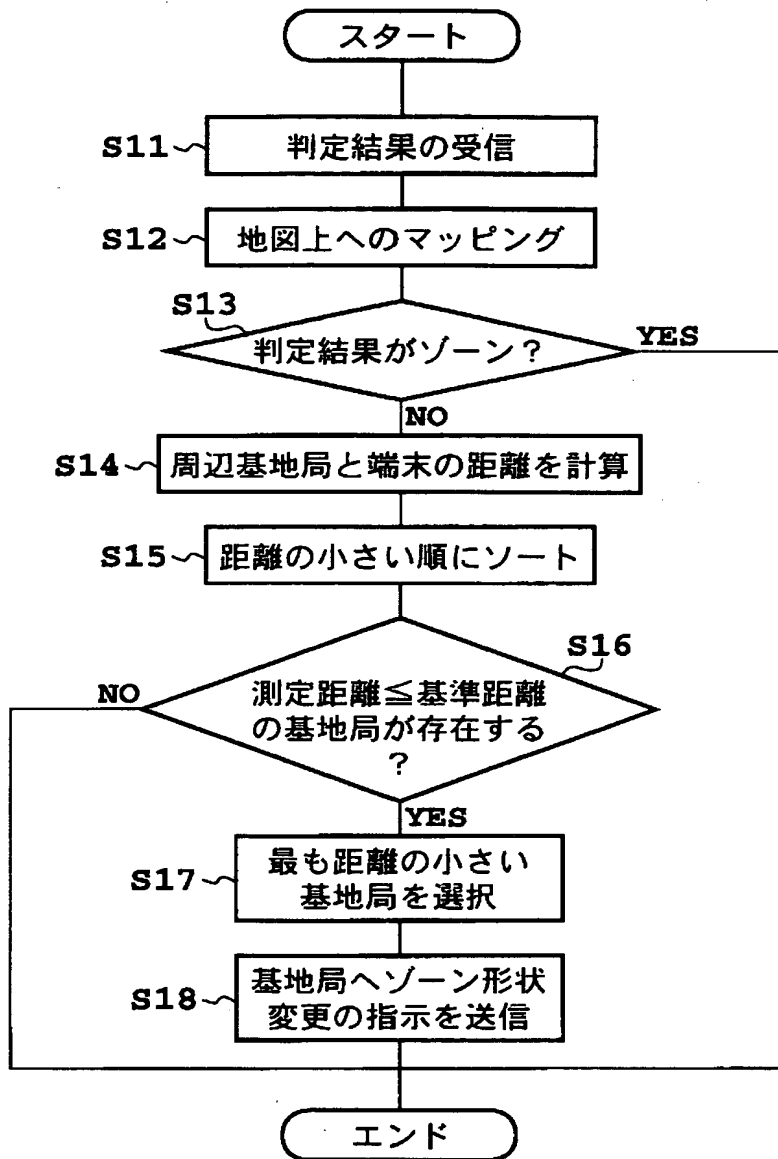 スタート
S11
判定結果の受信
S12
地図上へのマッピング
S13
判定結果がゾーン?
YES
NO
S14
周辺基地局と端末の距離を計算
S15
距離の小さい順にソート
S16
NO
測定距離≦基準距離
の基地局が存在する
?
YES
S17
最も距離の小さい
基地局を選択
S18
基地局へゾーン形状
変更の指示を送信
エンド